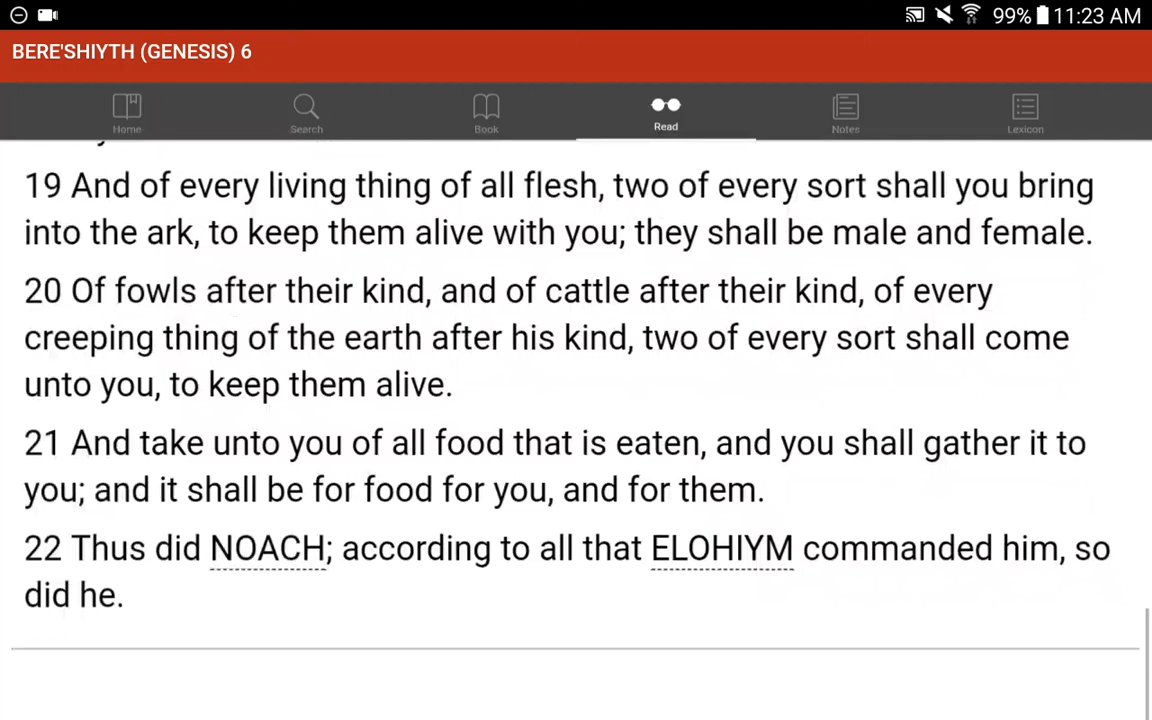 99% 11:23 AM
BERE'SHIYTH (GENESIS) 6
Home Search Book Read Notes Lexicon
19 And of every living thing of all flesh, two of every sort shall you bring
into the ark, to keep them alive with you; they shall be male and female.
20 Of fowls after their kind, and of cattle after their kind, of every
creeping thing of the earth after his kind, two of every sort shall come
unto you, to keep them alive.
21 And take unto you of all food that is eaten, and you shall gather it to
you; and it shall be for food for you, and for them.
22 Thus did NOACH; according to all that ELOHIYM commanded him, so
did he.